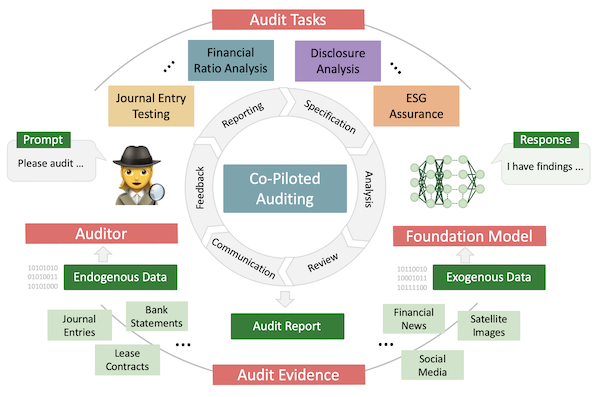 Audit Tasks
Financial
Ratio Analysis
Disclosure
Analysis
...
...
Journal Entry
Testing
ESG
Assurance
Reporting
Specification
Prompt
Please audit ...
Response
I have findings ...
Co-Piloted
Auditing
Feedback
Analysis
Communication
Review
Auditor
Foundation Model
10101010
01010011
10101000
Endogenous Data
10110010
10001011
10111100
Exogenous Data
Audit Report
Journal
Entries
Bank
Statements
Lease
Contracts
...
...
Financial
News
Satellite
Images
Social
Media
Audit Evidence